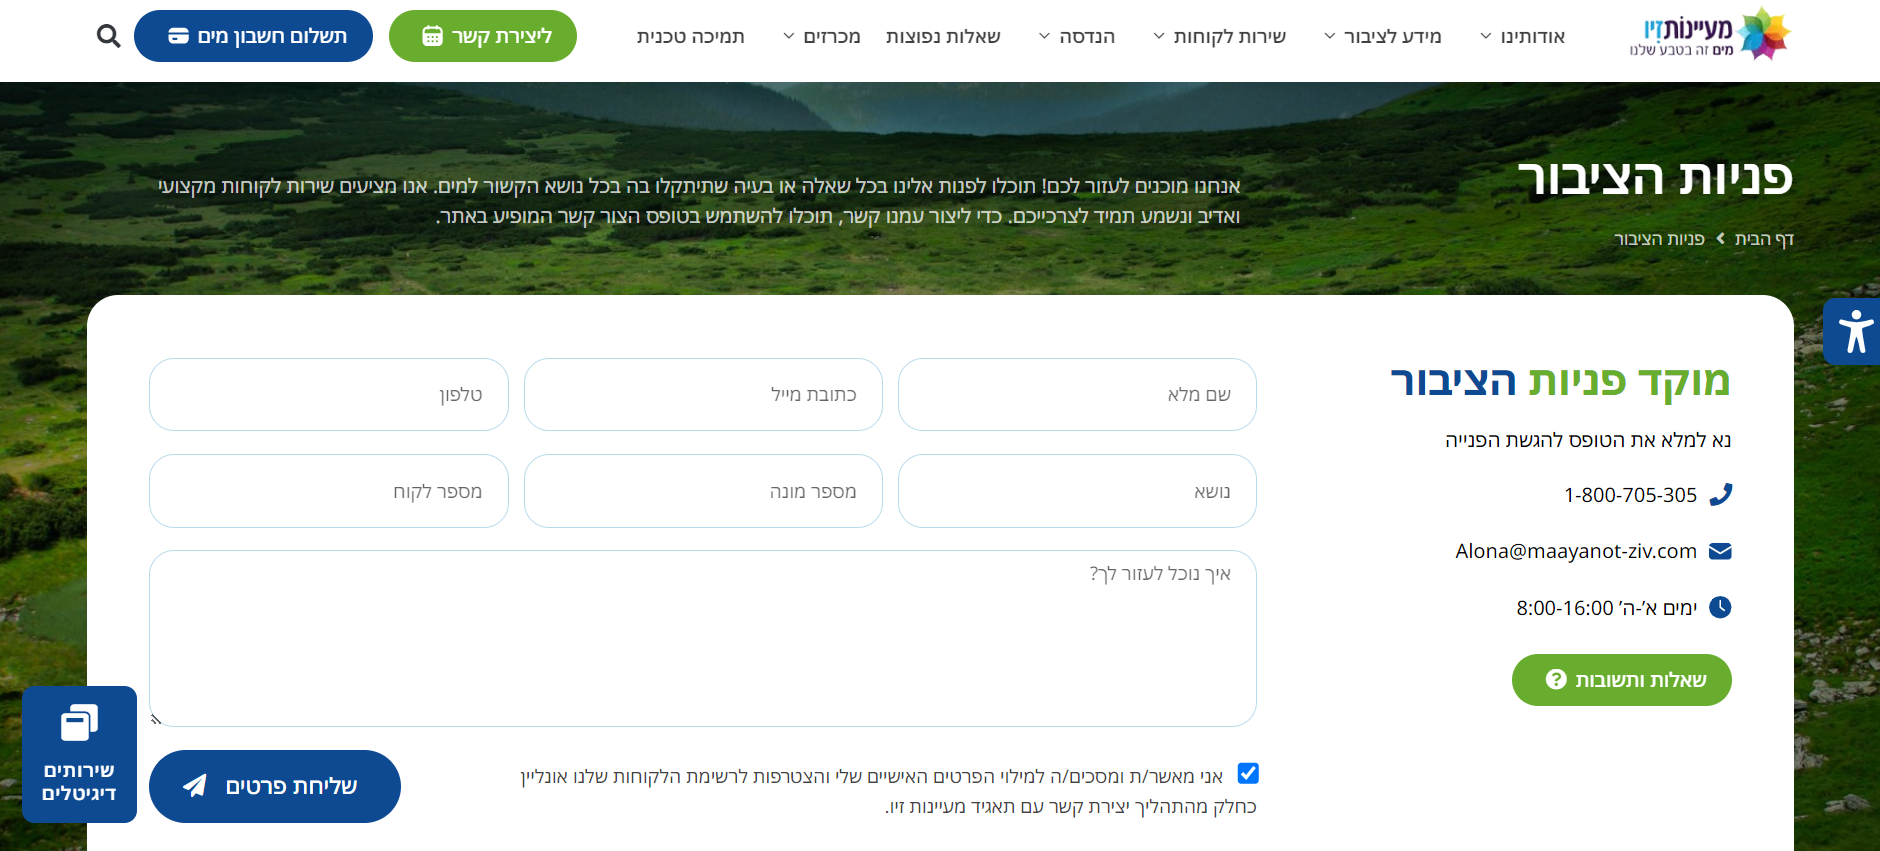 מעיינותזיו
מים זה בטבע שלנו
אודותינו
מידע לציבור
שירות לקוחות
הנדסה
שאלות נפוצות
מכרזים
תמיכה טכנית
ליצירת קשר
תשלום חשבון מים
פניות הציבור
דף הבית
פניות הציבור
אנחנו מוכנים לעזור לכם! תוכלו לפנות אלינו בכל שאלה או בעיה שתיתקלו בה בכל נושא הקשור למים. אנו מציעים שירות לקוחות מקצועי
ואדיב ונשמע תמיד לצרכייכם. כדי ליצור עמנו קשר, תוכלו להשתמש בטופס הצור קשר המופיע באתר.
מוקד פניות הציבור
נא למלא את הטופס להגשת הפנייה
1-800-705-305
Alona@maayanot-ziv.com
ימים א'-ה' 8:00-16:00
שאלות ותשובות
שם מלא
כתובת מייל
טלפון
נושא
מספר מונה
מספר לקוח
איך נוכל לעזור לך?
אני מאשר/ת ומסכים/ה למילוי הפרטים האישיים שלי והצטרפות לרשימת הלקוחות שלנו אונליין
כחלק מהתהליך יצירת קשר עם תאגיד מעיינות זיו.
שליחת פרטים
שירותים
דיגיטלים